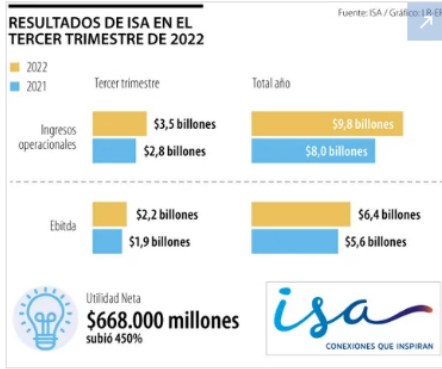 Fuente: ISA / Gráfico: LR-ER
RESULTADOS DE ISA EN EL
TERCER TRIMESTRE DE 2022
2022
2021
Tercer trimestre
Total año
Ingresos
operacionales
$3,5 billones
$9,8 billones
$2,8 billones
$8,0 billones
Ebitda
$2,2 billones
$6,4 billones
$1,9 billones
$5,6 billones
Utilidad Neta
$668.000 millones
subió 450%
isa
CONEXIONES QUE INSPIRAN